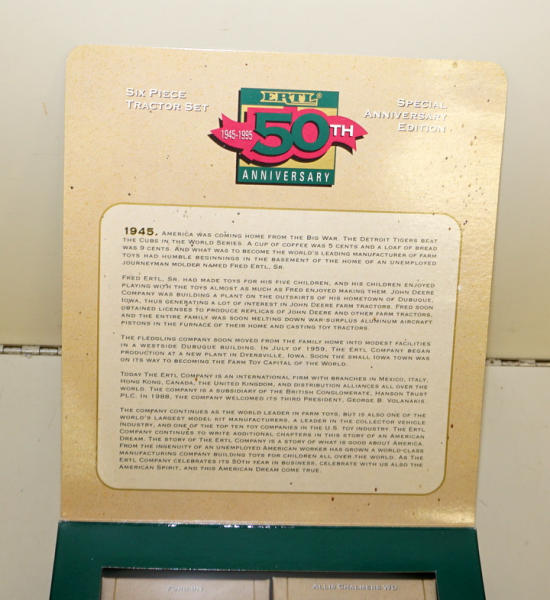 Six Piece
Tractor Set
ERTL®
1945-1995
50TH
ANNIVERSARY
Special
Anniversary
Edition
1945. America was coming home from the Big War. The Detroit Tigers beat
the Cubs in the World Series. A cup of coffee was 5 cents and a loaf of bread
was 9 cents. And what was to become the world's leading manufacturer of farm
toys had humble beginnings in the basement of the home of an unemployed
journeyman molder named Fred Ertl, Sr.
Fred Ertl, Sr. had made toys for his five children, and his children enjoyed
playing with the toys almost as much as Fred enjoyed making them. John Deere
Company was building a plant on the outskirts of his hometown of Dubuque,
Iowa, thus generating a lot of interest in John Deere farm tractors. Fred soon
obtained licenses to produce replicas of John Deere and other farm tractors,
and the entire family was soon melting down war-surplus aluminum aircraft
pistons in the furnace of their home and casting toy tractors.
The fledgling company soon moved from the family home into modest facilities
in a westside Dubuque building. In July of 1959, The Ertl Company began
production at a new plant in Dyersville, Iowa. Soon the small Iowa town was
on its way to becoming the Farm Toy Capital of the World.
Today The Ertl Company is an international firm with branches in Mexico, Italy,
Hong Kong, Canada, the United Kingdom, and distribution alliances all over the
world. The company is a subsidiary of the British Conglomerate, Hanson Trust
PLC. In 1988, the company welcomed its third president, George B. Volanakis.
The company continues as the world leader in farm toys, but is also one of the
world's largest model kit manufacturers, a leader in the collector vehicle
industry, and one of the top ten toy companies in the U.S. toy industry. The Ertl
Company continues to write additional chapters in this story of an American
Dream. The story of The Ertl Company is a story of what is good about America.
From the ingenuity of an unemployed American worker has grown a world-class
manufacturing company building toys for children all over the world. As The
Ertl Company celebrates its 50th year in business, celebrate with us also the
American Spirit, and this American Dream come true.
Allis Chalmers WD